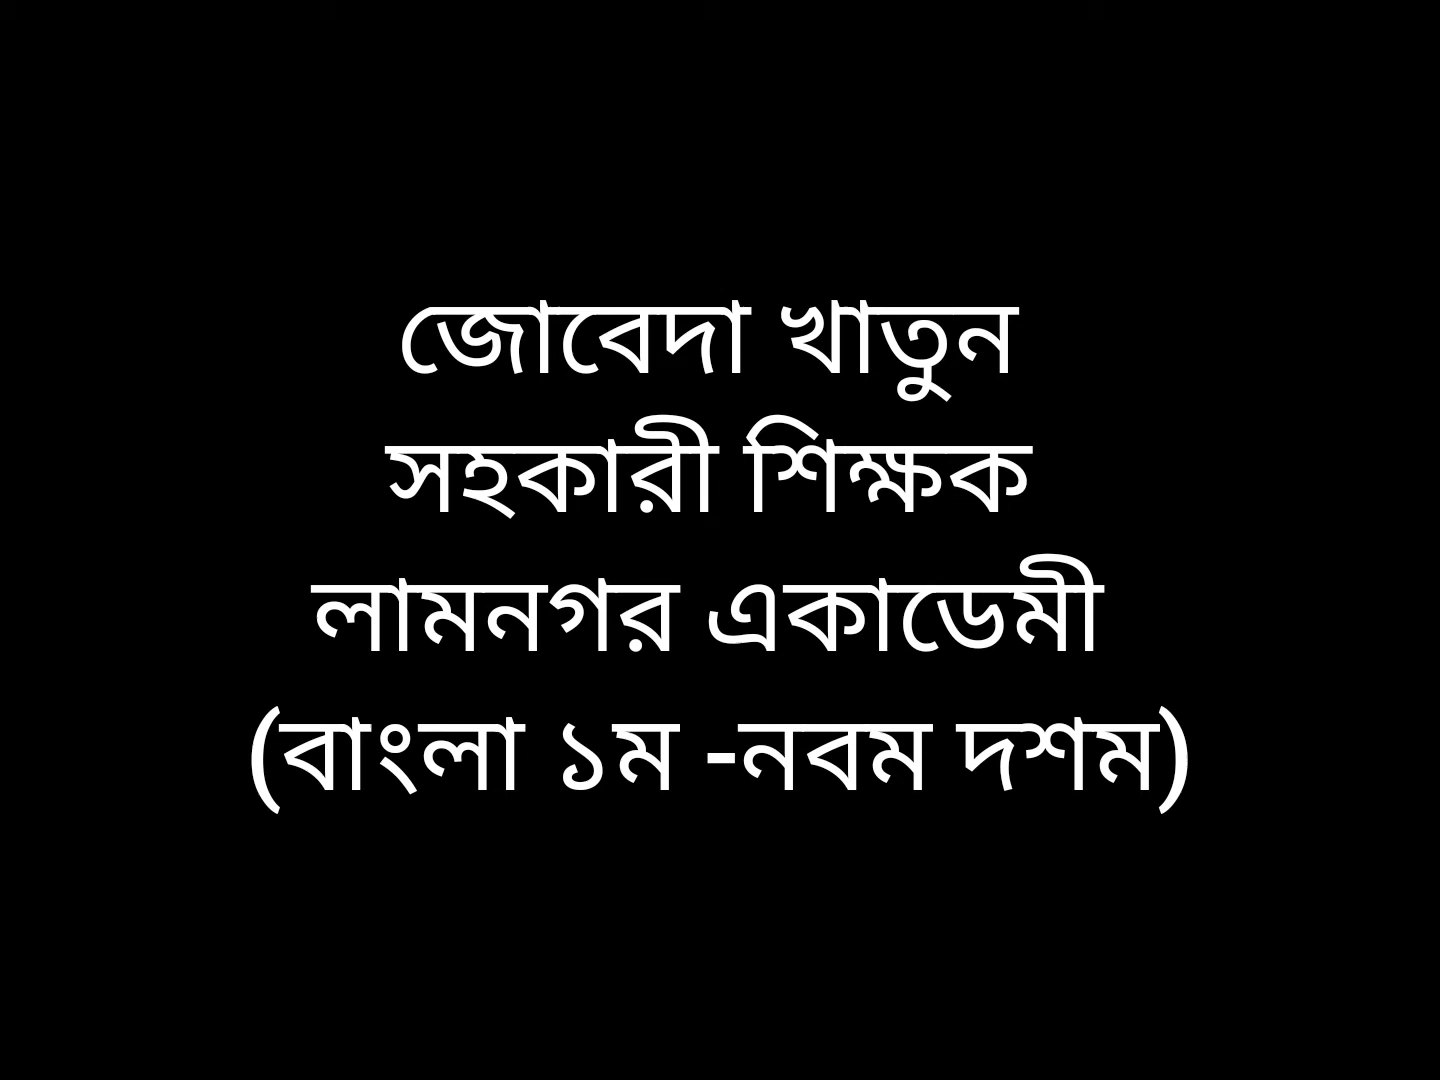 জোবেদা খাতুন
সহকারী শিক্ষক
লামনগর একাডেমী
(বাংলা ১ম -নবম দশম)